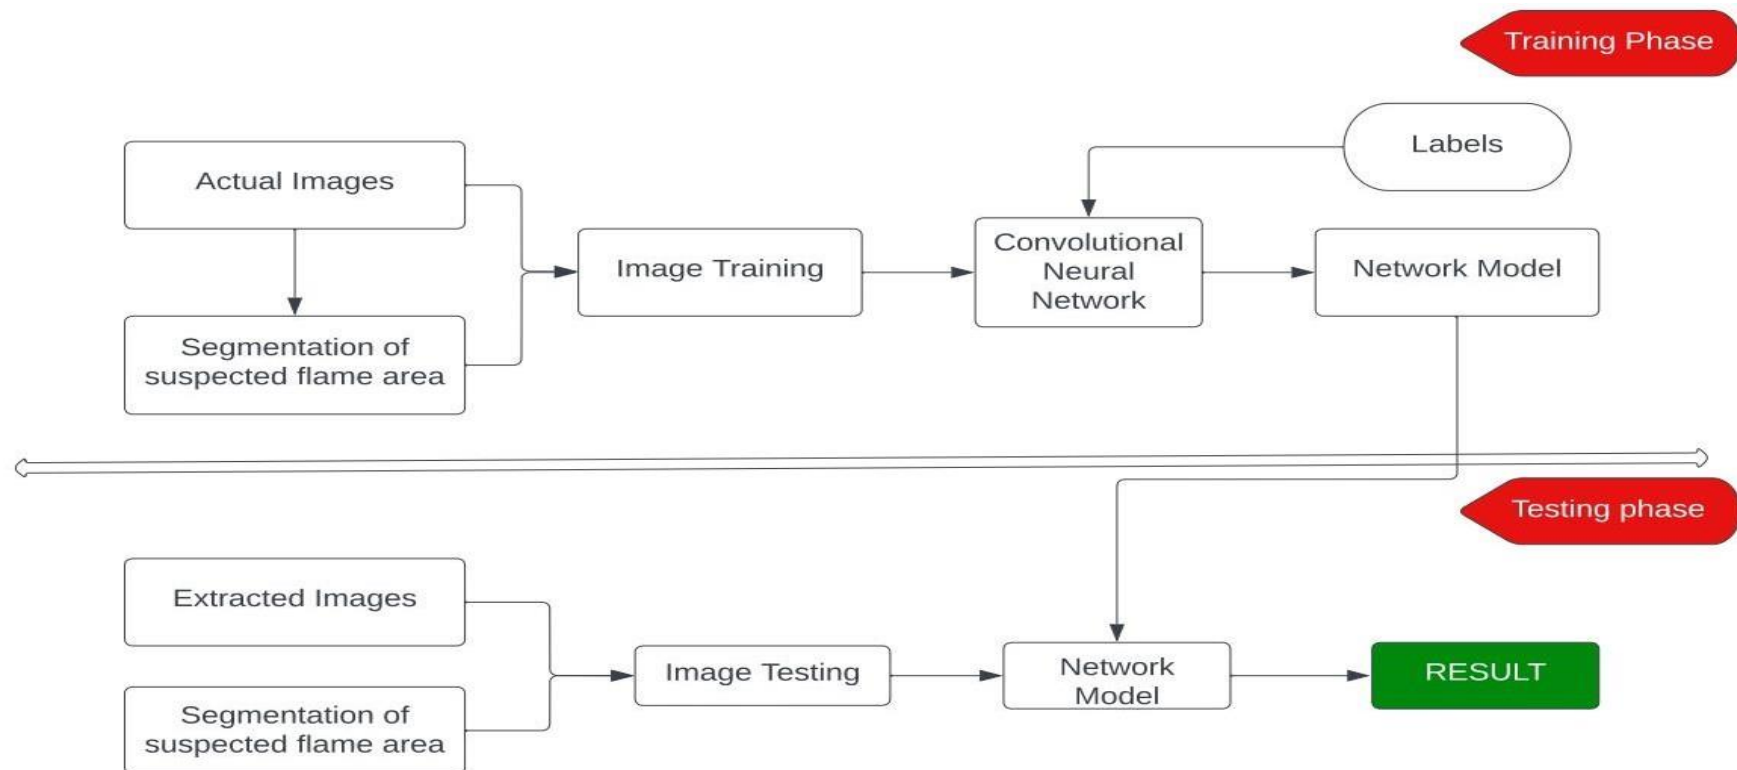 Training Phase
Labels
Actual Images
Image Training
Convolutional
Neural
Network
Network Model
Segmentation of
suspected flame area
Testing phase
Extracted Images
Image Testing
Network
Model
RESULT
Segmentation of
suspected flame area